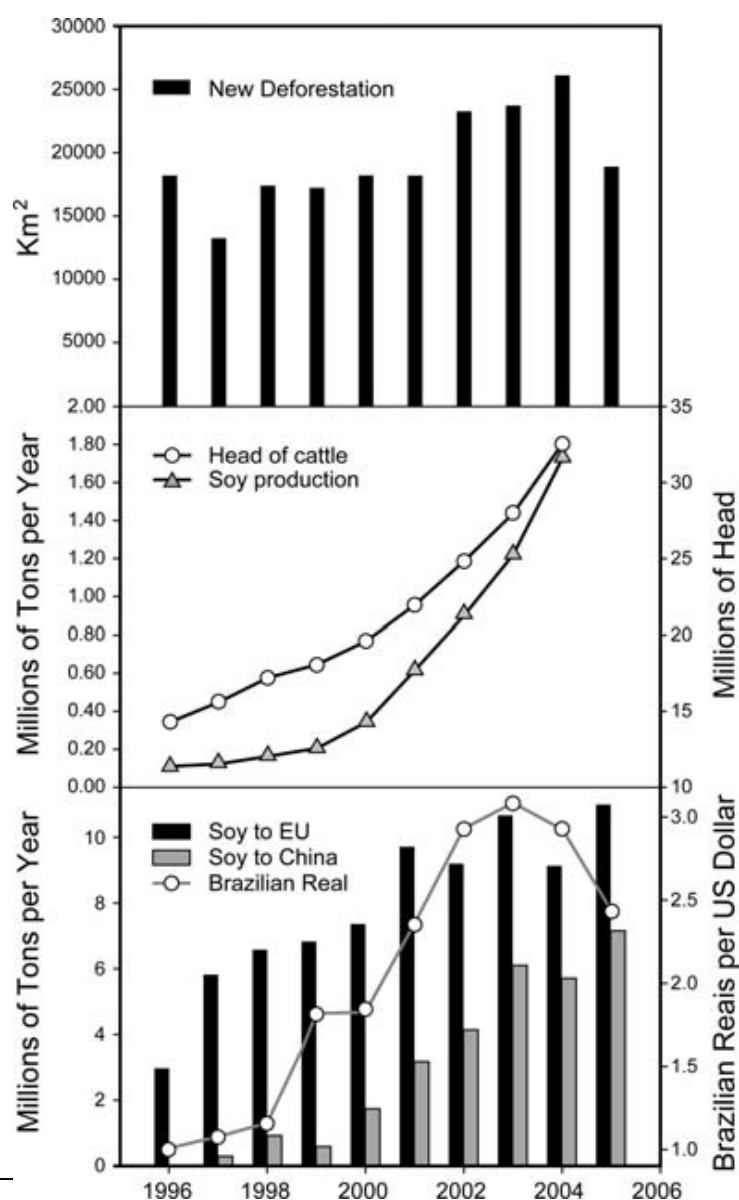 30000
25000
20000
15000
10000
5000
Km²
New Deforestation
2.00
1.80
1.60
1.40
1.20
1.00
0.80
0.60
0.40
0.20
0.00
Millions of Tons per Year
Head of cattle
Soy production
35
30
25
20
15
10
Millions of Head
10
8
6
4
2
0
Millions of Tons per Year
Soy to EU
Soy to China
Brazilian Real
3.0
2.5
2.0
1.5
1.0
Brazilian Reais per US Dollar
1996 1998 2000 2002 2004 2006